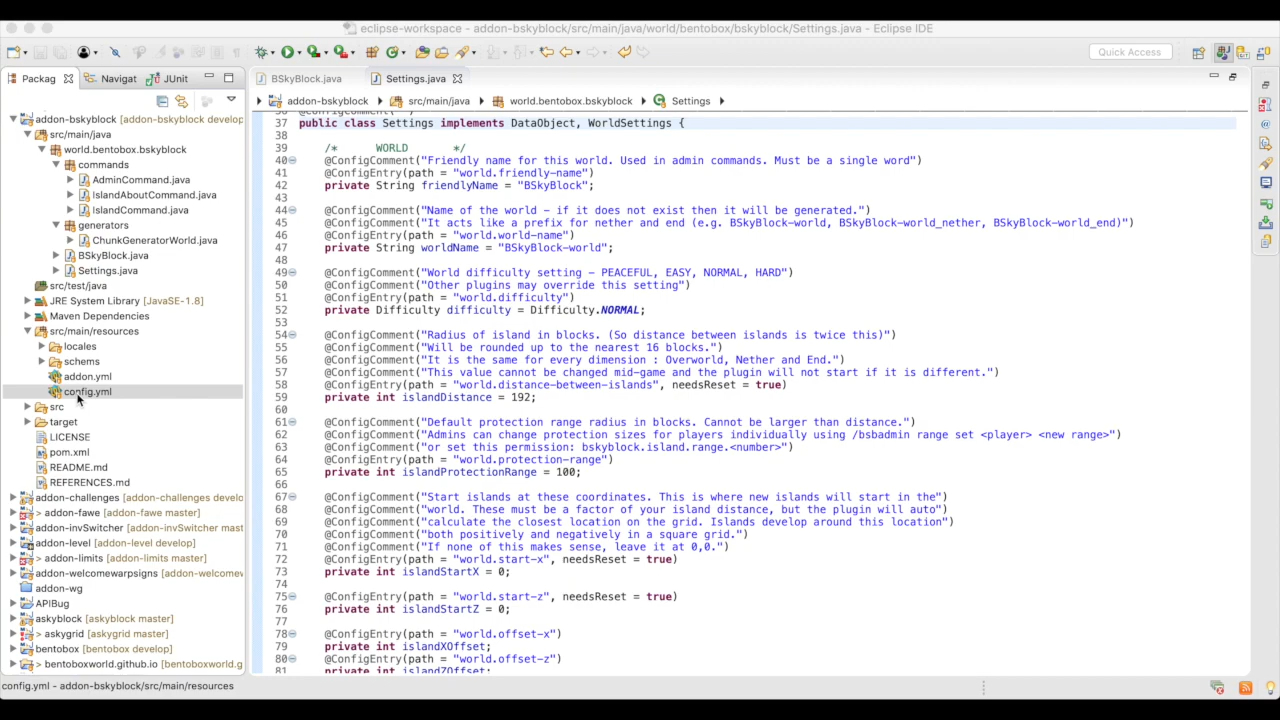 eclipse-workspace - addon-bskyblock/src/main/java/world/bentobox/bskyblock/Settings.java - Eclipse IDE
Quick Access
Packag
Navigat
JUnit
BSkyBlock.java
Settings.java
addon-bskyblock
src/main/java
world.bentobox.bskyblock
Settings
addon-bskyblock [addon-bskyblock develop
src/main/java
world.bentobox.bskyblock
commands
AdminCommand.java
IslandAboutCommand.java
IslandCommand.java
generators
ChunkGeneratorWorld.java
BSkyBlock.java
Settings.java
src/test/java
JRE System Library [JavaSE-1.8]
Maven Dependencies
src/main/resources
locales
schems
addon.yml
config.yml
src
target
LICENSE
pom.xml
README.md
REFERENCES.md
addon-challenges [addon-challenges develo
> addon-fawe [addon-fawe master]
addon-invSwitcher [addon-invSwitcher mast
addon-level [addon-level develop]
> addon-limits [addon-limits master]
addon-welcomewarpsigns [addon-welcomew
addon-wg
APIBug
askyblock [askyblock master]
> askygrid [askygrid master]
bentobox [bentobox develop]
> bentoboxworld.github.io [bentoboxworld.g
37 public class Settings implements DataObject, WorldSettings {
38
39 /* WORLD */
40 @ConfigComment("Friendly name for this world. Used in admin commands. Must be a single word")
41 @ConfigEntry(path = "world.friendly-name")
42 private String friendlyName = "BSkyBlock";
43
44 @ConfigComment("Name of the world - if it does not exist then it will be generated.")
45 @ConfigComment("It acts like a prefix for nether and end (e.g. BSkyBlock-world, BSkyBlock-world_nether, BSkyBlock-world_end)")
46 @ConfigEntry(path = "world.world-name")
47 private String worldName = "BSkyBlock-world";
48
49 @ConfigComment("World difficulty setting - PEACEFUL, EASY, NORMAL, HARD")
50 @ConfigComment("Other plugins may override this setting")
51 @ConfigEntry(path = "world.difficulty")
52 private Difficulty difficulty = Difficulty.NORMAL;
53
54 @ConfigComment("Radius of island in blocks. (So distance between islands is twice this)")
55 @ConfigComment("Will be rounded up to the nearest 16 blocks.")
56 @ConfigComment("It is the same for every dimension : Overworld, Nether and End.")
57 @ConfigComment("This value cannot be changed mid-game and the plugin will not start if it is different.")
58 @ConfigEntry(path = "world.distance-between-islands", needsReset = true)
59 private int islandDistance = 192;
60
61 @ConfigComment("Default protection range radius in blocks. Cannot be larger than distance.")
62 @ConfigComment("Admins can change protection sizes for players individually using /bsbadmin range set <player> <new range>")
63 @ConfigComment("or set this permission: bskyblock.island.range.<number>")
64 @ConfigEntry(path = "world.protection-range")
65 private int islandProtectionRange = 100;
66
67 @ConfigComment("Start islands at these coordinates. This is where new islands will start in the")
68 @ConfigComment("world. These must be a factor of your island distance, but the plugin will auto")
69 @ConfigComment("calculate the closest location on the grid. Islands develop around this location")
70 @ConfigComment("both positively and negatively in a square grid.")
71 @ConfigComment("If none of this makes sense, leave it at 0,0.")
72 @ConfigEntry(path = "world.start-x", needsReset = true)
73 private int islandStartX = 0;
74
75 @ConfigEntry(path = "world.start-z", needsReset = true)
76 private int islandStartZ = 0;
77
78 @ConfigEntry(path = "world.offset-x")
79 private int islandXOffset;
80 @ConfigEntry(path = "world.offset-z")
81 private int islandZOffset;
config.yml - addon-bskyblock/src/main/resources